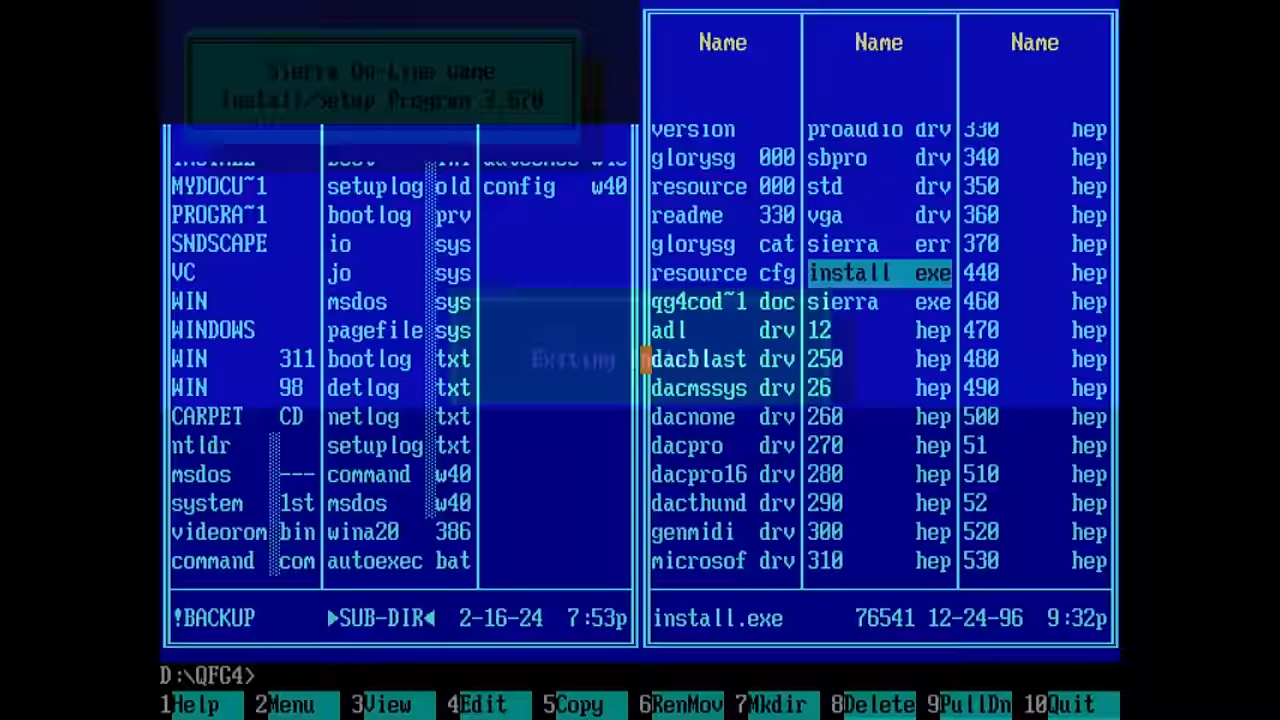 Name Name Name
Sierra On-Line Game
Install/Setup Program 2.570
version proaudio drv 330 hep
glorysg 000 sbpro drv 340 hep
MYDOCU~1 setuplog old config w40 resource 000 std drv 350 hep
PROGRA~1 bootlog prv readme 330 vga drv 360 hep
SNDSCAPE io sys glorysg cat sierra err 370 hep
VC jo sys resource cfg install exe 440 hep
WIN msdos sys qg4cod~1 doc sierra exe 460 hep
WINDOWS pagefile sys adl drv 12 hep 470 hep
WIN 311 bootlog txt Exiting dacblast drv 250 hep 480 hep
WIN 98 detlog txt dacmssys drv 26 hep 490 hep
CARPET CD netlog txt dacnone drv 260 hep 500 hep
ntldr setuplog txt dacpro drv 270 hep 51 hep
msdos --- command w40 dacpro16 drv 280 hep 510 hep
system 1st msdos w40 dacthund drv 290 hep 52 hep
videorom bin wina20 386 genmidi drv 300 hep 520 hep
command com autoexec bat microsof drv 310 hep 530 hep
!BACKUP ►SUB-DIR◄ 2-16-24 7:53p install.exe 76541 12-24-96 9:32p
D:\QFG4>
1Help 2Menu 3View 4Edit 5Copy 6RenMov 7Mkdir 8Delete 9PullDn 10Quit